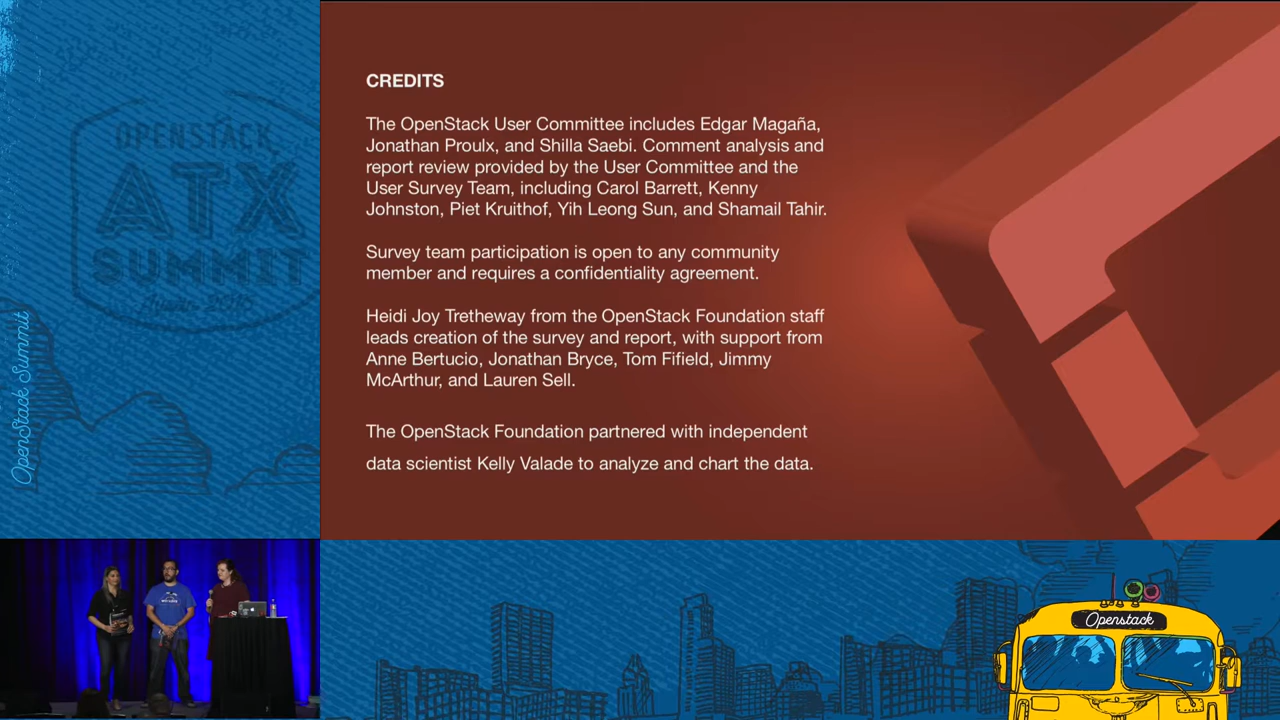 OPENSTACK
ATX
SUMMIT
Austin, 2016
OpenStack Summit
CREDITS
The OpenStack User Committee includes Edgar Magaña,
Jonathan Proulx, and Shilla Saebi. Comment analysis and
report review provided by the User Committee and the
User Survey Team, including Carol Barrett, Kenny
Johnston, Piet Kruithof, Yih Leong Sun, and Shamail Tahir.
Survey team participation is open to any community
member and requires a confidentiality agreement.
Heidi Joy Tretheway from the OpenStack Foundation staff
leads creation of the survey and report, with support from
Anne Bertucio, Jonathan Bryce, Tom Fifield, Jimmy
McArthur, and Lauren Sell.
The OpenStack Foundation partnered with independent
data scientist Kelly Valade to analyze and chart the data.
Openstack